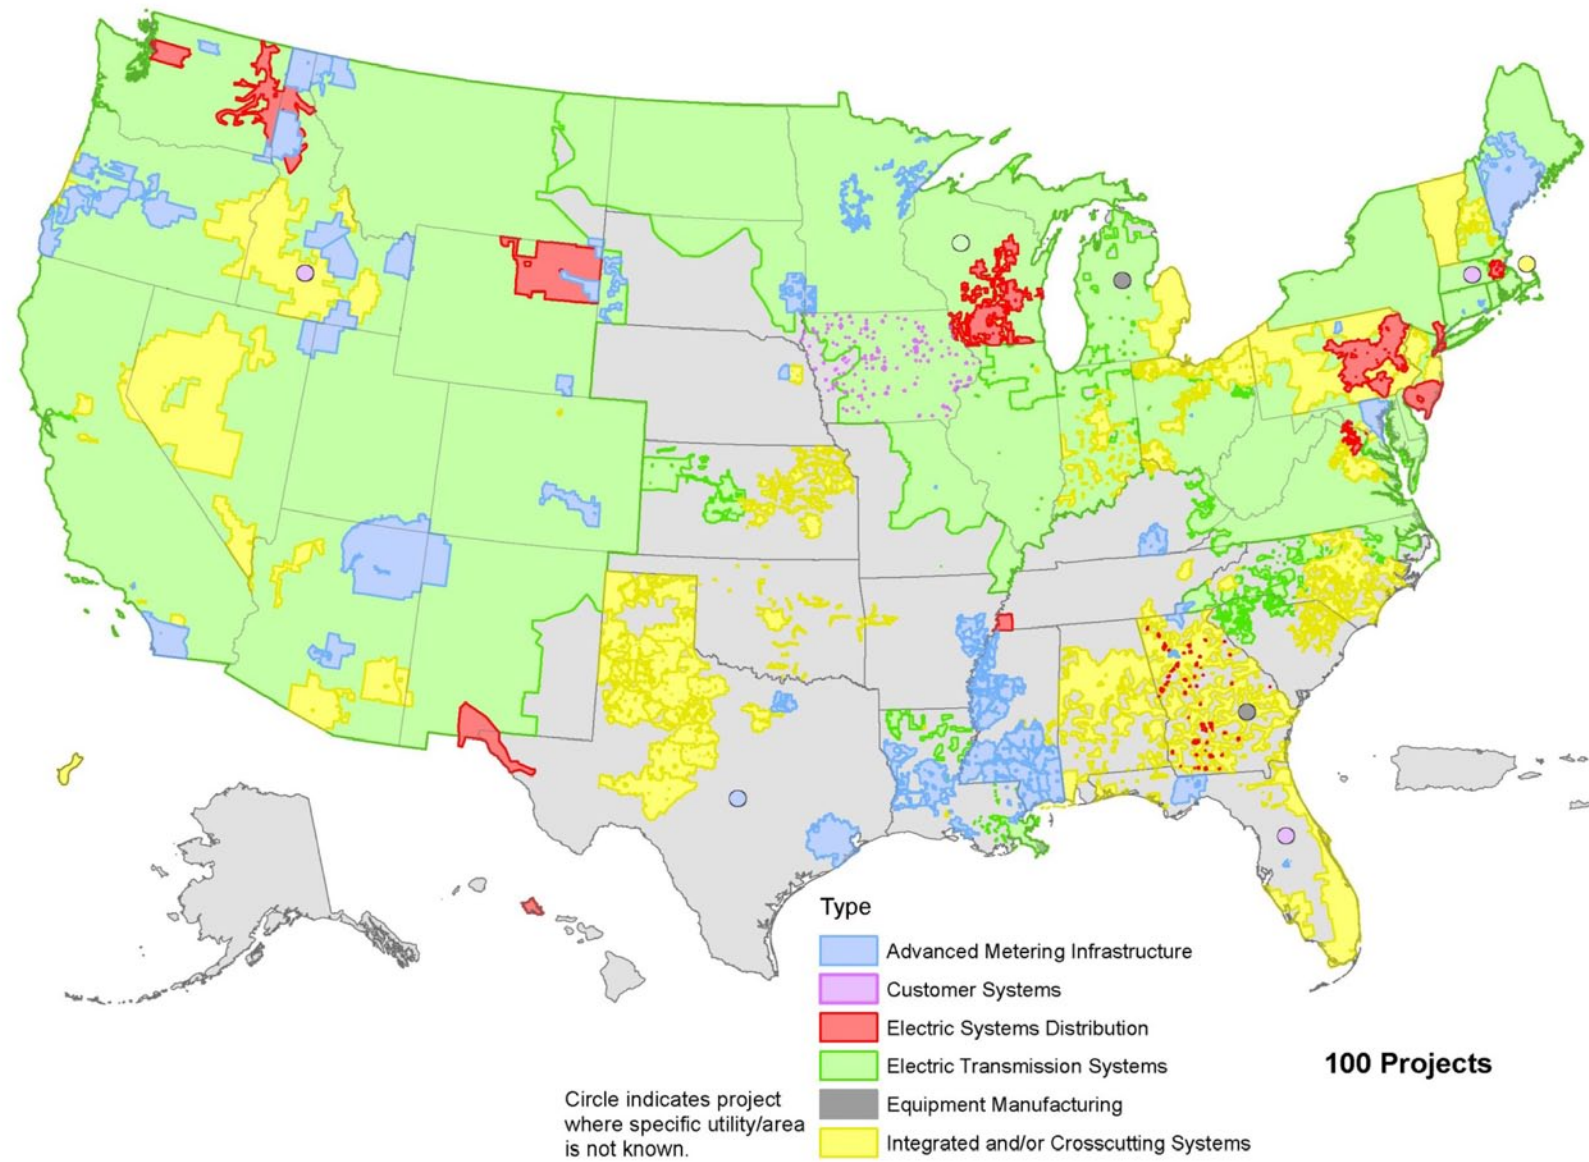 Type
Advanced Metering Infrastructure
Customer Systems
Electric Systems Distribution
Electric Transmission Systems
Equipment Manufacturing
Integrated and/or Crosscutting Systems
Circle indicates project
where specific utility/area
is not known.
100 Projects